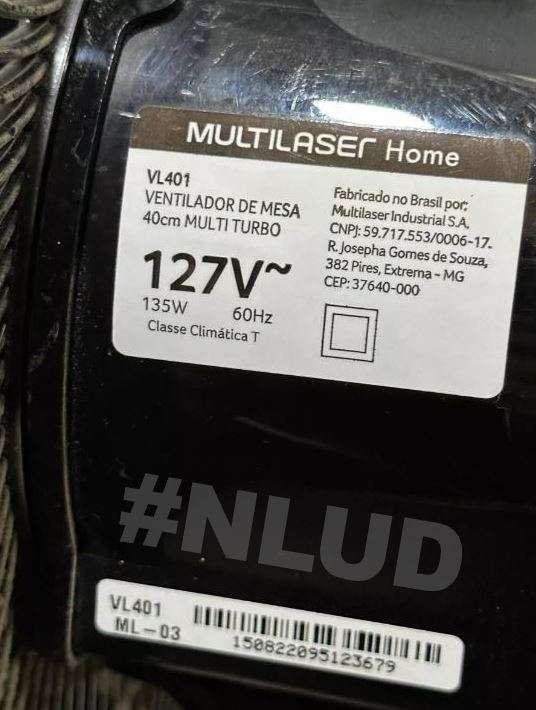 MULTILASER Home
VL401
VENTILADOR DE MESA
40cm MULTI TURBO
127V~
135W 60Hz
Classe Climática T
Fabricado no Brasil por:
Multilaser Industrial S.A,
CNPJ: 59.717.553/0006-17.
R. Josepha Gomes de Souza,
382 Pires, Extrema - MG
CEP: 37640-000
#NLUD
VL401
ML-03
150822095123679